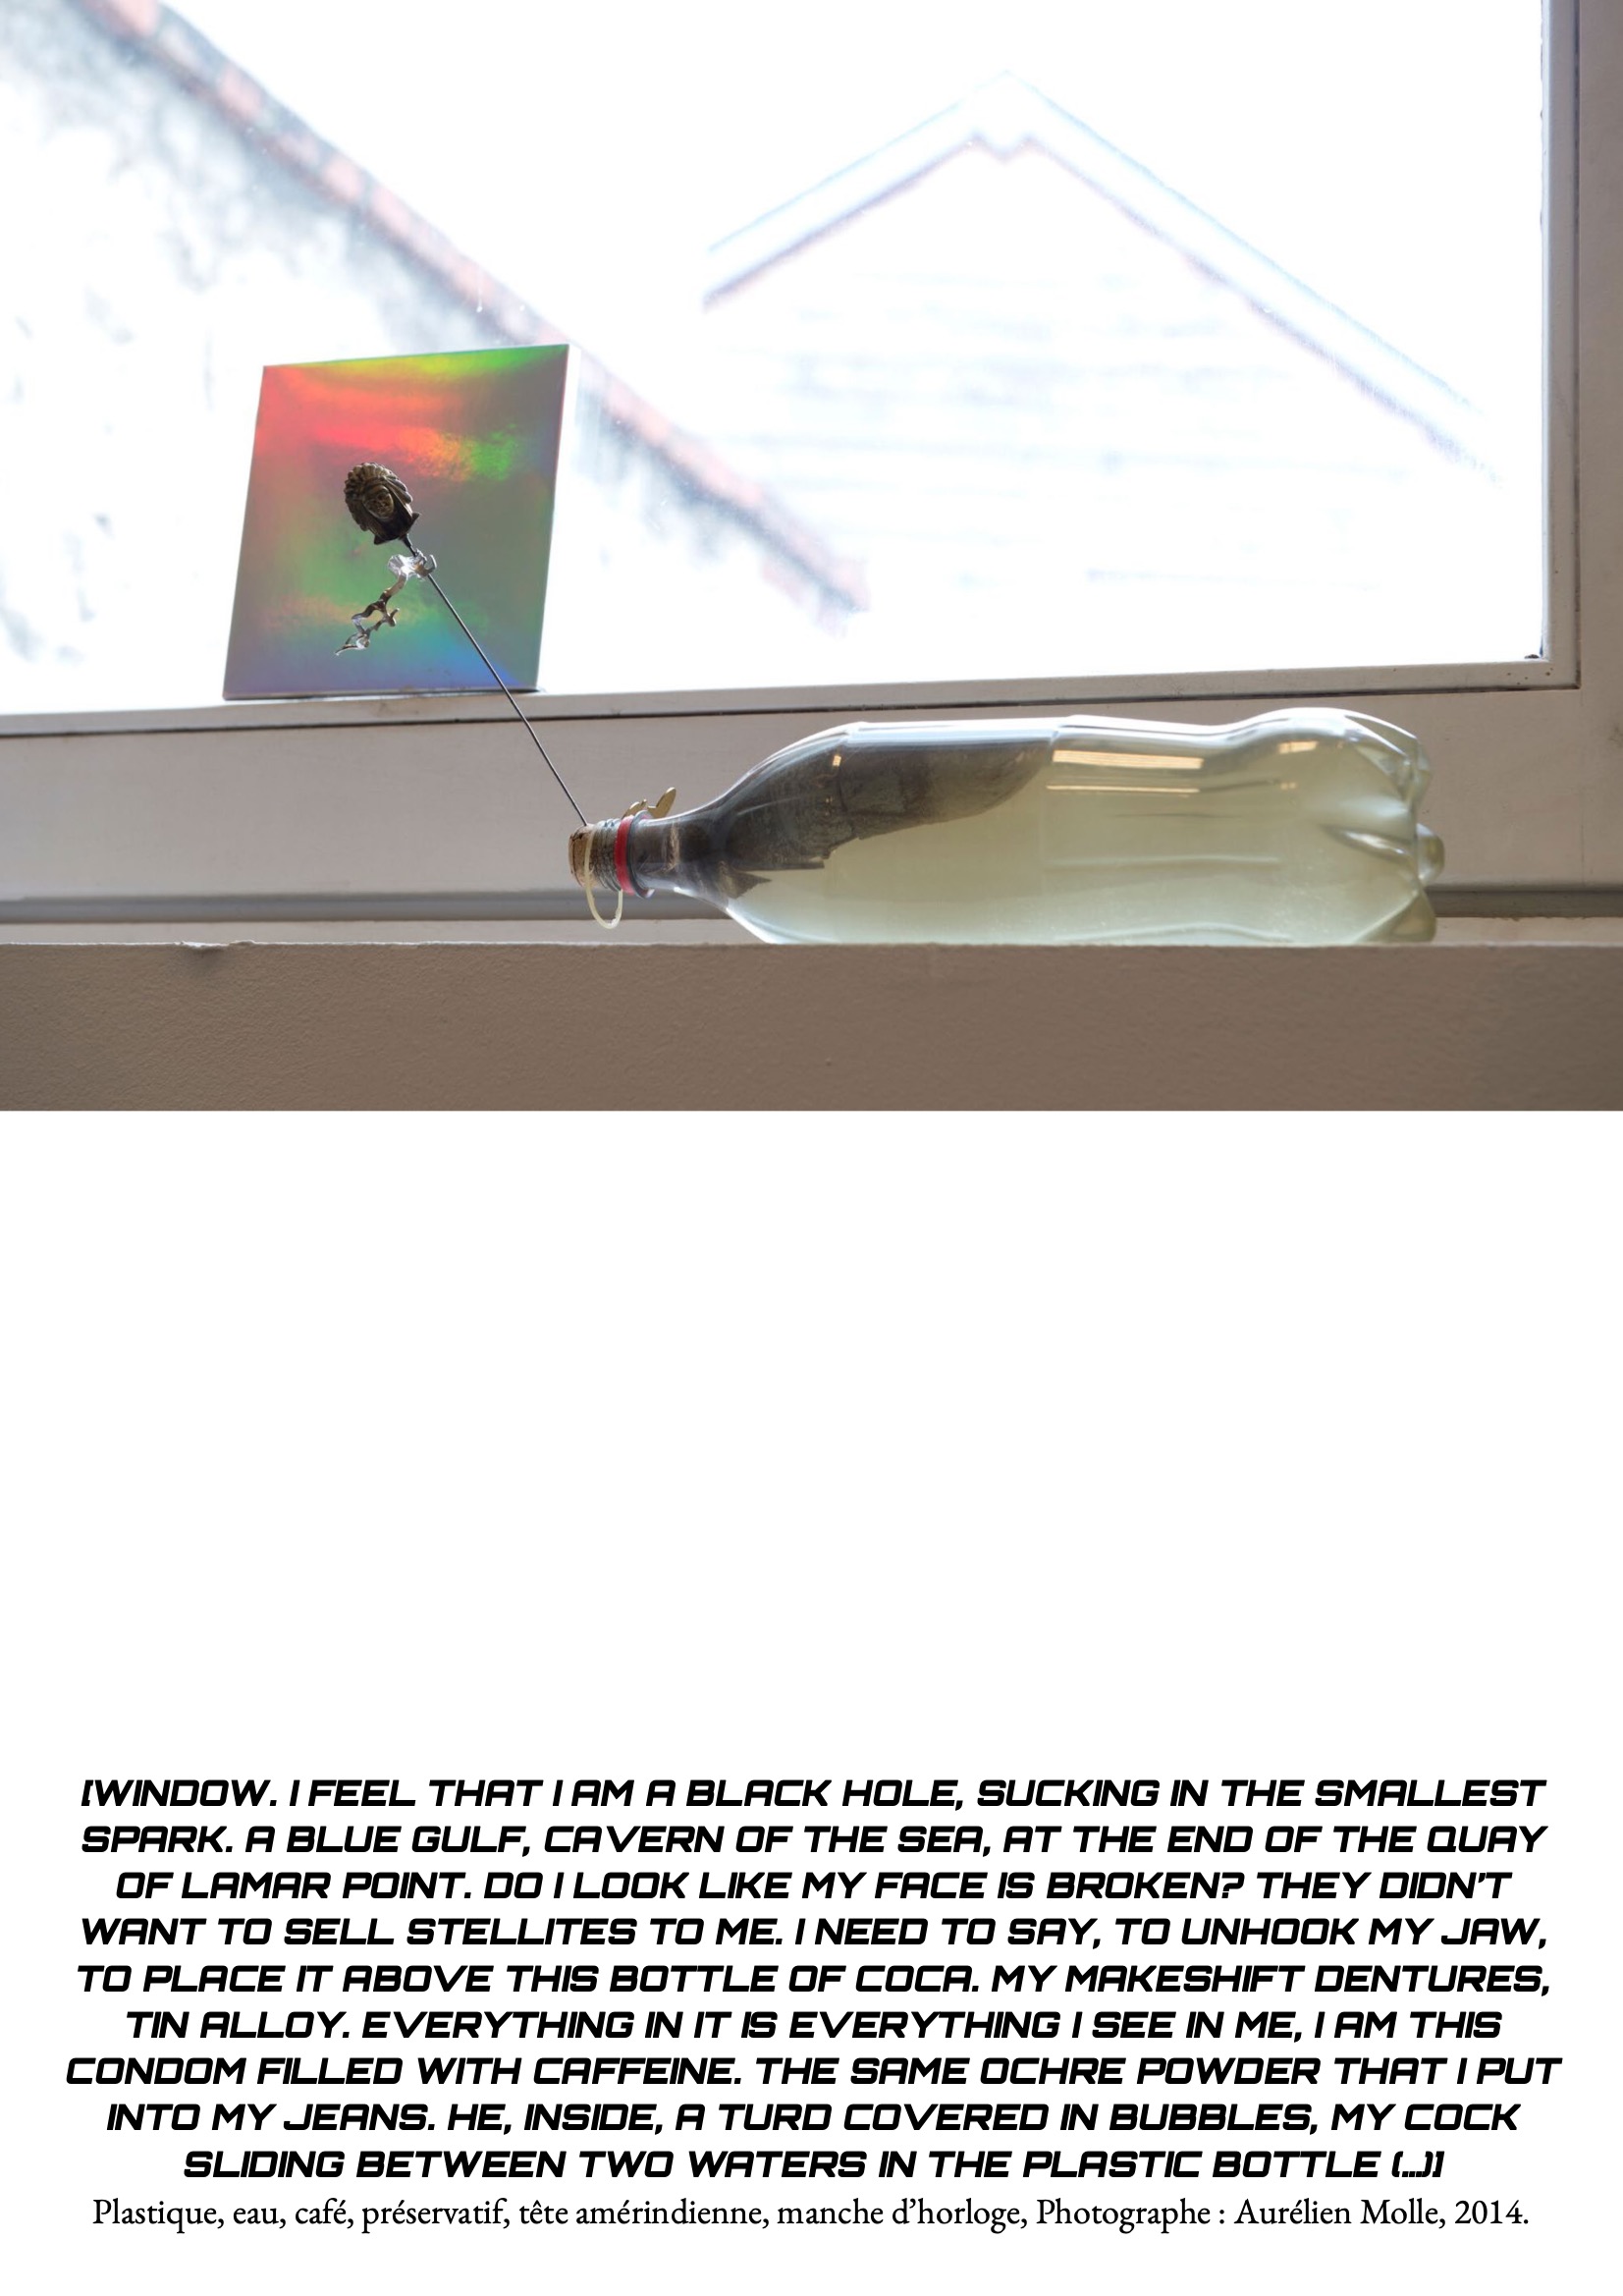 [WINDOW. I FEEL THAT I AM A BLACK HOLE, SUCKING IN THE SMALLEST
SPARK. A BLUE GULF, CAVERN OF THE SEA, AT THE END OF THE QUAY
OF LAMAR POINT. DO I LOOK LIKE MY FACE IS BROKEN? THEY DIDN'T
WANT TO SELL STELLITES TO ME. I NEED TO SAY, TO UNHOOK MY JAW,
TO PLACE IT ABOVE THIS BOTTLE OF COCA. MY MAKESHIFT DENTURES,
TIN ALLOY. EVERYTHING IN IT IS EVERYTHING I SEE IN ME, I AM THIS
CONDOM FILLED WITH CAFFEINE. THE SAME OCHRE POWDER THAT I PUT
INTO MY JEANS. HE, INSIDE, A TURD COVERED IN BUBBLES, MY COCK
SLIDING BETWEEN TWO WATERS IN THE PLASTIC BOTTLE (...)]
Plastique, eau, café, préservatif, tête amérindienne, manche d'horloge, Photographe : Aurélien Molle, 2014.